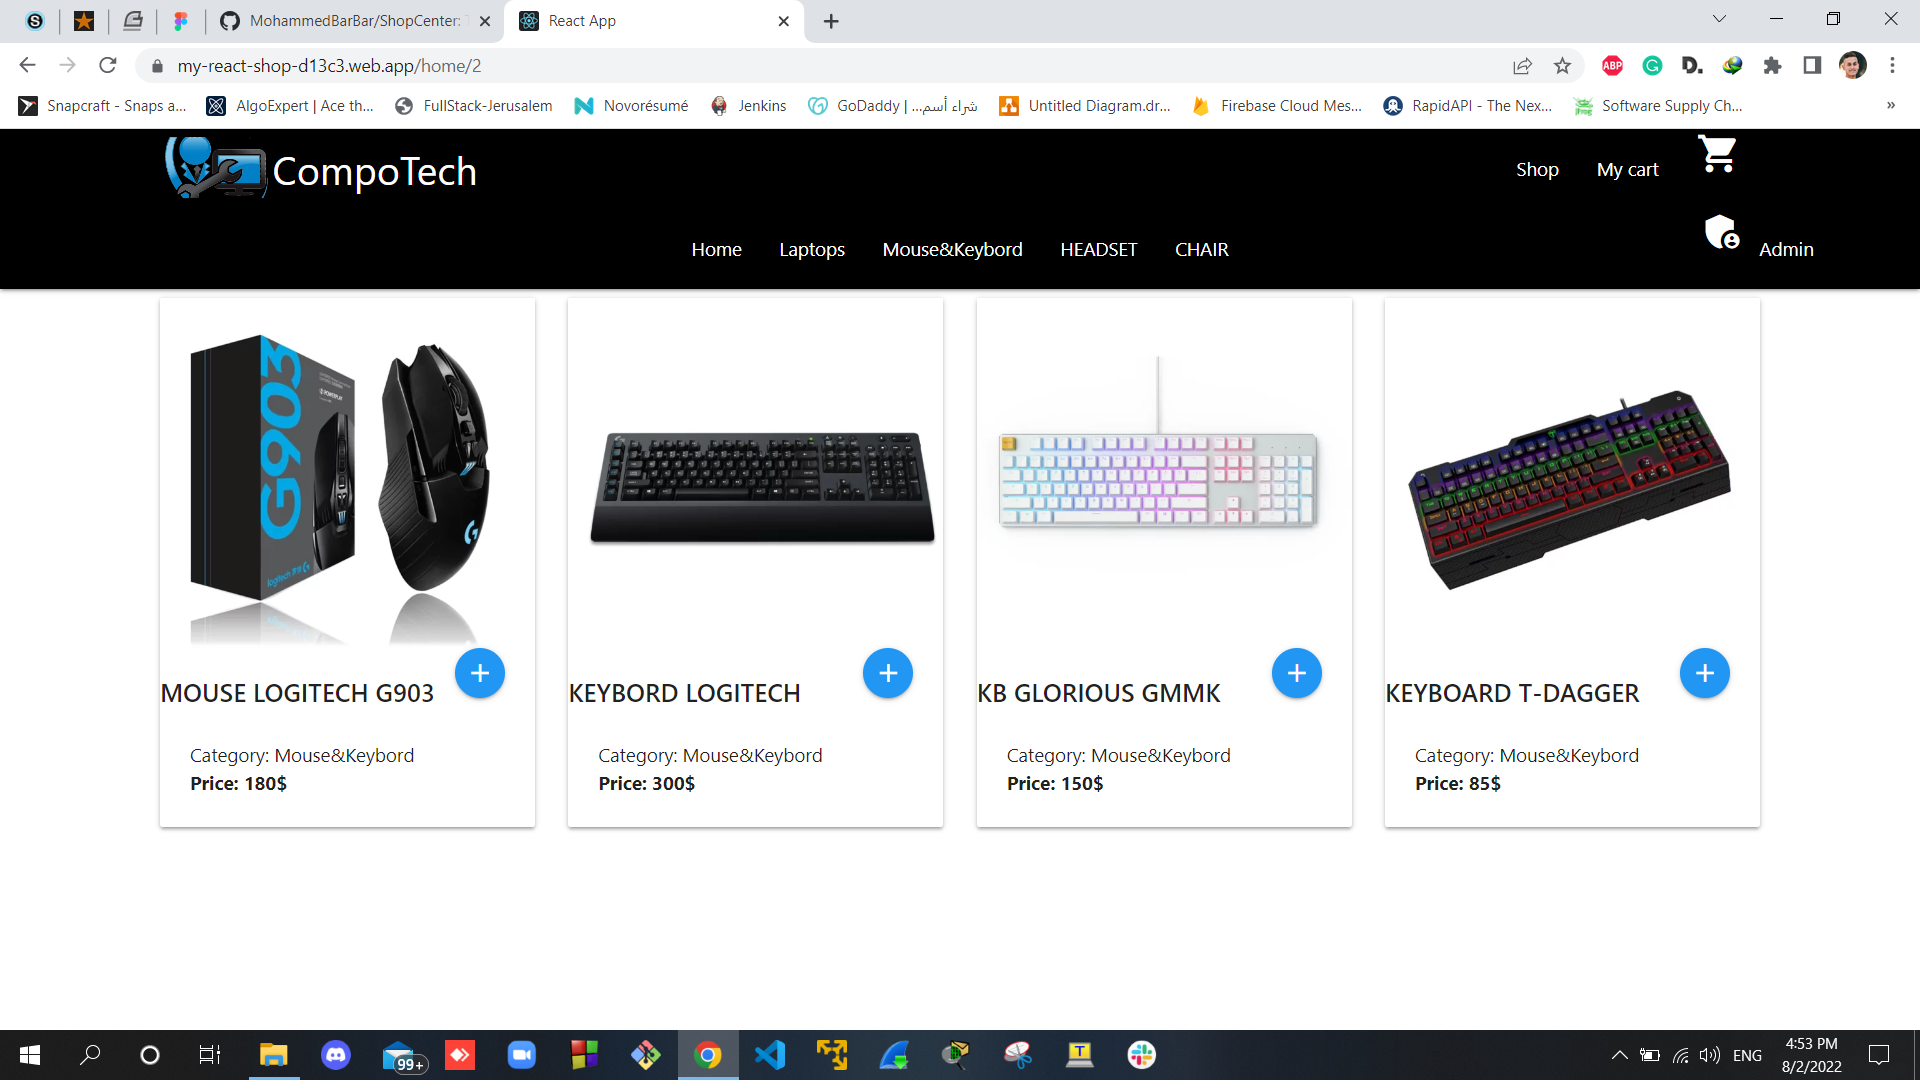 MohammedBarBar/ShopCenter: T
React App
my-react-shop-d13c3.web.app/home/2
ABP
Snapcraft - Snaps a...
AlgoExpert | Ace th...
FullStack-Jerusalem
Novorésumé
Jenkins
GoDaddy | ...شراء أسم
Untitled Diagram.dr...
Firebase Cloud Mes...
RapidAPI - The Nex...
Software Supply Ch...
»
CompoTech
Shop
My cart
Home
Laptops
Mouse&Keybord
HEADSET
CHAIR
Admin
G903
logitech
MOUSE LOGITECH G903
Category: Mouse&Keybord
Price: 180$
KEYBORD LOGITECH
Category: Mouse&Keybord
Price: 300$
KB GLORIOUS GMMK
Category: Mouse&Keybord
Price: 150$
KEYBOARD T-DAGGER
Category: Mouse&Keybord
Price: 85$
99+
ENG
4:53 PM
8/2/2022